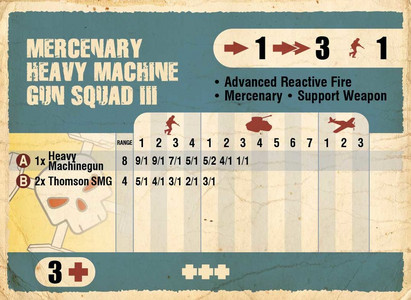 MERCENARY
HEAVY MACHINE
GUN SQUAD III
1 3 1
• Advanced Reactive Fire
• Mercenary • Support Weapon
RANGE 1 2 3 4 1 2 3 4 5 6 7 1 2 3
A 1x Heavy Machinegun 8 9/1 9/1 7/1 5/1 5/2 4/1 1/1
B 2x Thomson SMG 4 5/1 4/1 3/1 2/1 3/1
3